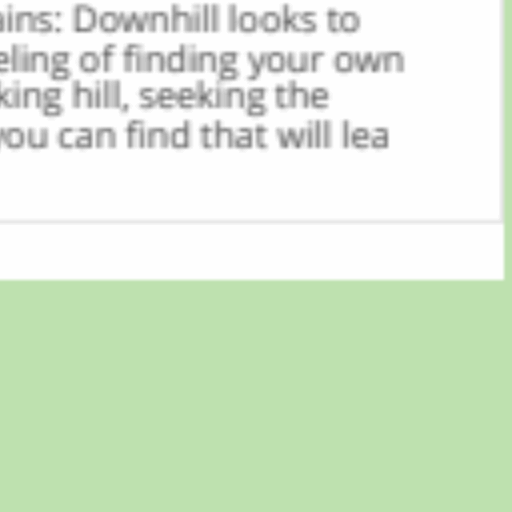 ains: Downhill looks to
eling of finding your own
king hill, seeking the
you can find that will lea